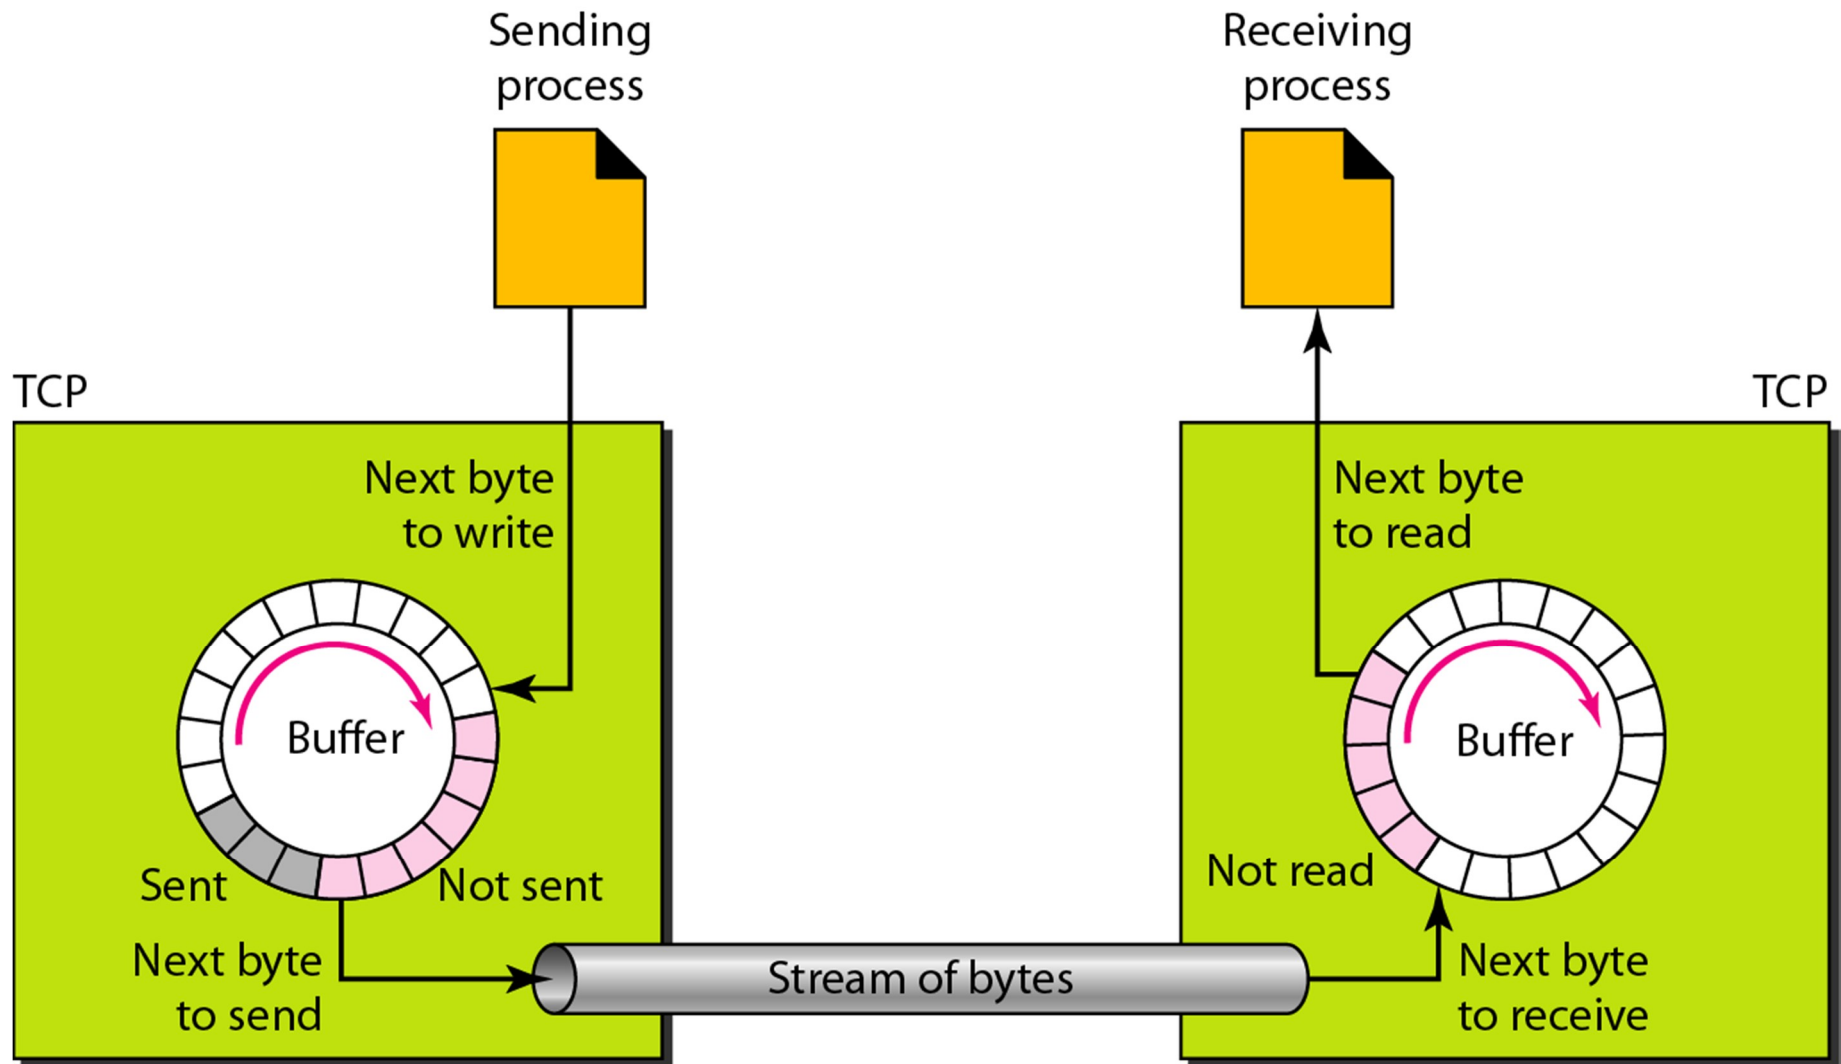 Sending
process
Receiving
process
TCP
TCP
Next byte
to write
Next byte
to read
Buffer
Buffer
Sent
Not sent
Not read
Next byte
to send
Stream of bytes
Next byte
to receive